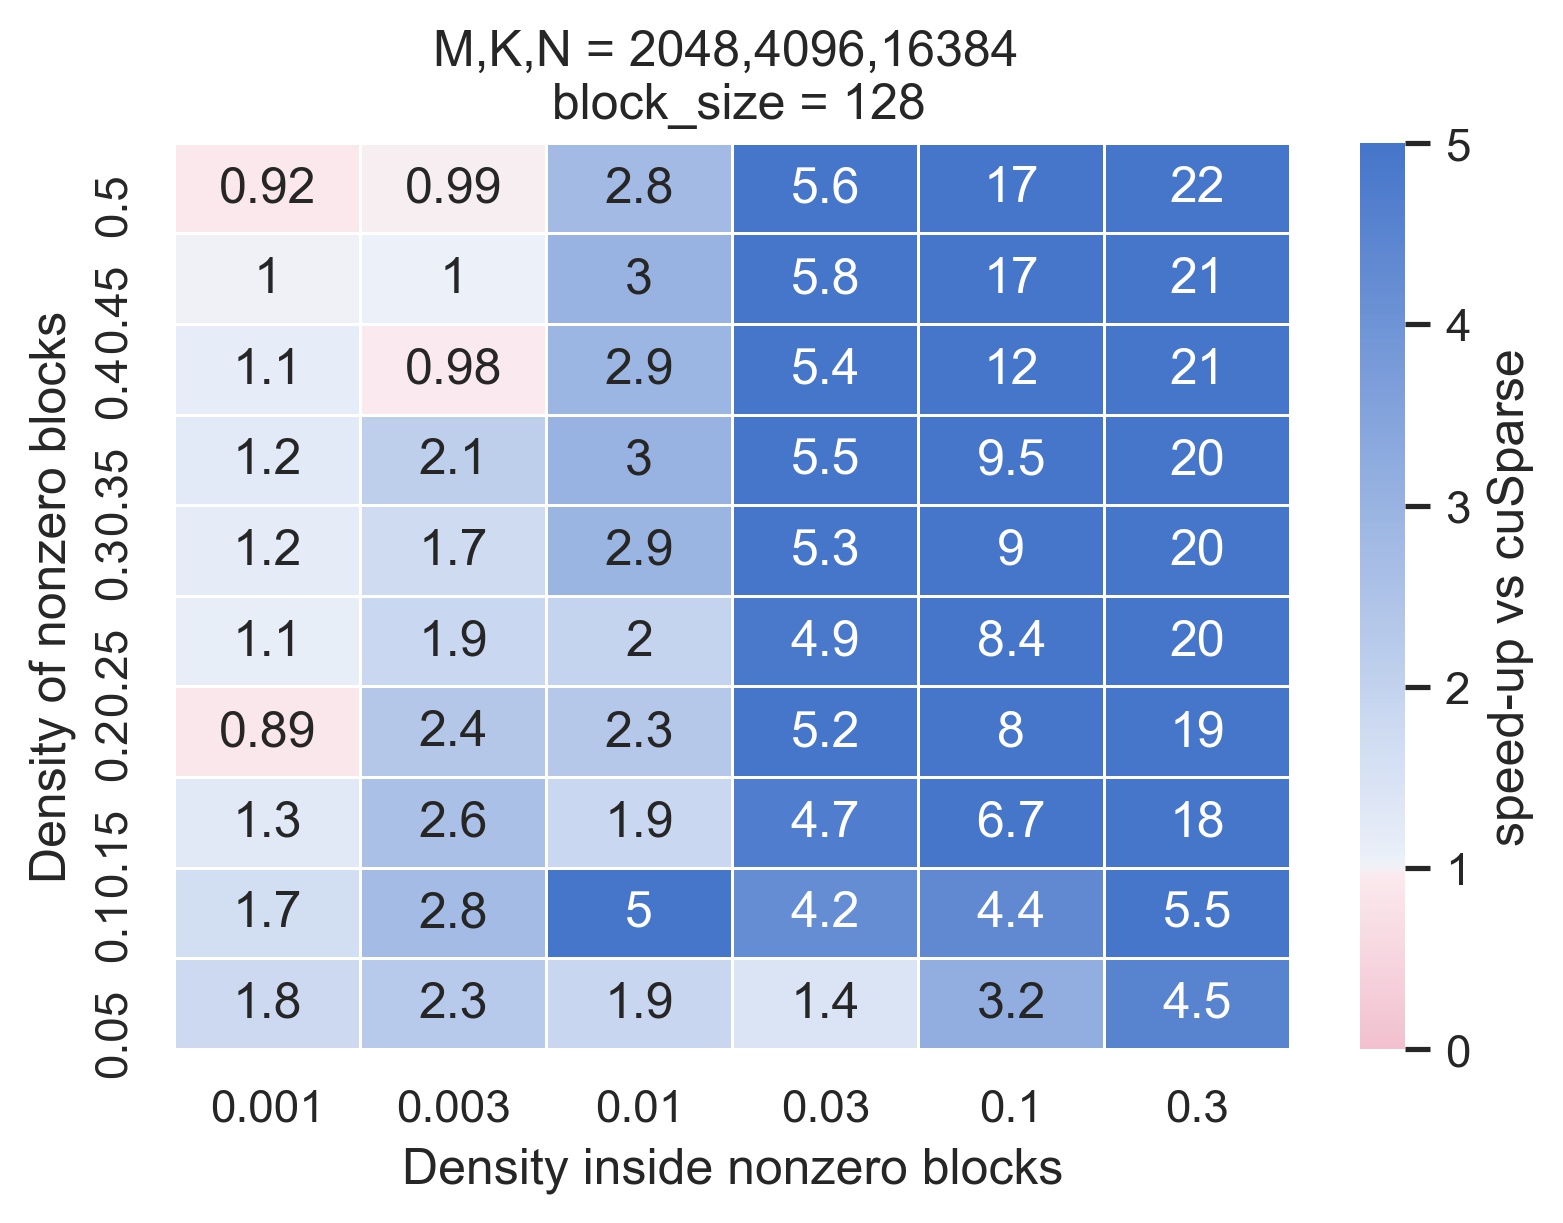 M,K,N = 2048,4096,16384
block_size = 128
Density of nonzero blocks
0.5 0.92 0.99 2.8 5.6 17 22
0.45 1 1 3 5.8 17 21
0.4 1.1 0.98 2.9 5.4 12 21
0.35 1.2 2.1 3 5.5 9.5 20
0.3 1.2 1.7 2.9 5.3 9 20
0.25 1.1 1.9 2 4.9 8.4 20
0.2 0.89 2.4 2.3 5.2 8 19
0.15 1.3 2.6 1.9 4.7 6.7 18
0.1 1.7 2.8 5 4.2 4.4 5.5
0.05 1.8 2.3 1.9 1.4 3.2 4.5
0.001 0.003 0.01 0.03 0.1 0.3
Density inside nonzero blocks
5
4
3
2
1
0
speed-up vs cuSparse